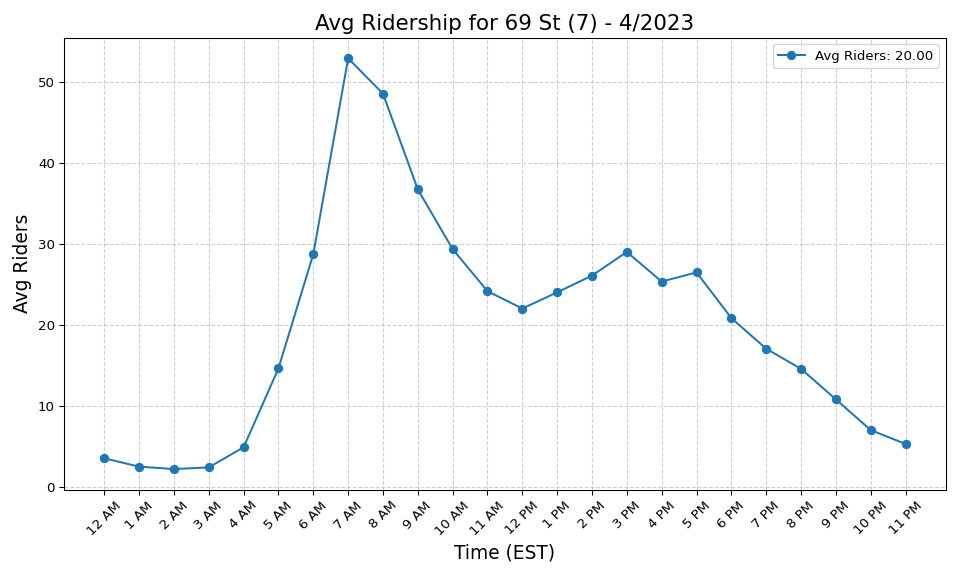 Avg Ridership for 69 St (7) - 4/2023
Avg Riders: 20.00
Avg Riders
50
40
30
20
10
0
12 AM
1 AM
2 AM
3 AM
4 AM
5 AM
6 AM
7 AM
8 AM
9 AM
10 AM
11 AM
12 PM
1 PM
2 PM
3 PM
4 PM
5 PM
6 PM
7 PM
8 PM
9 PM
10 PM
11 PM
Time (EST)